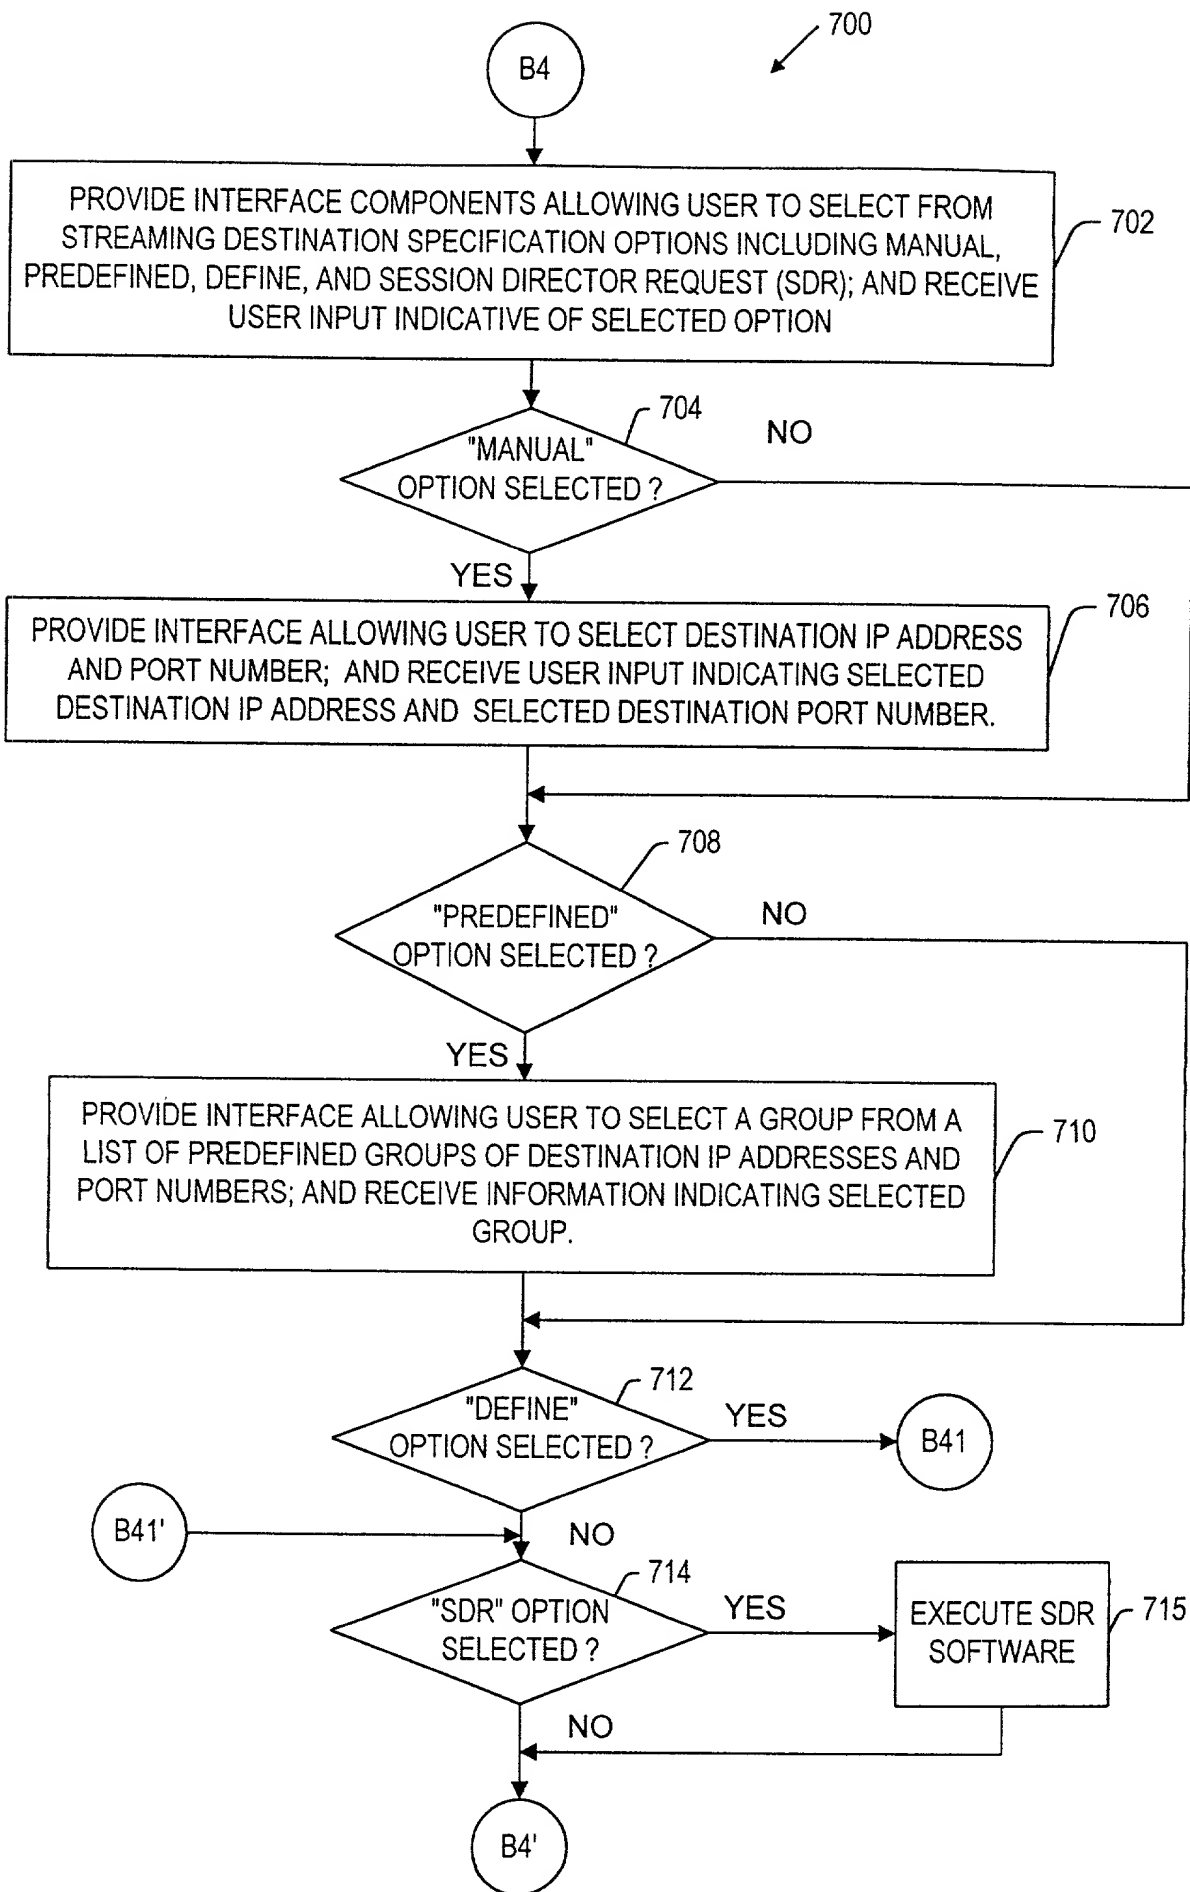 700
B4
PROVIDE INTERFACE COMPONENTS ALLOWING USER TO SELECT FROM
STREAMING DESTINATION SPECIFICATION OPTIONS INCLUDING MANUAL,
PREDEFINED, DEFINE, AND SESSION DIRECTOR REQUEST (SDR); AND RECEIVE
USER INPUT INDICATIVE OF SELECTED OPTION
702
704
NO
"MANUAL"
OPTION SELECTED ?
YES
706
PROVIDE INTERFACE ALLOWING USER TO SELECT DESTINATION IP ADDRESS
AND PORT NUMBER; AND RECEIVE USER INPUT INDICATING SELECTED
DESTINATION IP ADDRESS AND SELECTED DESTINATION PORT NUMBER.
708
"PREDEFINED"
OPTION SELECTED ?
NO
YES
PROVIDE INTERFACE ALLOWING USER TO SELECT A GROUP FROM A
LIST OF PREDEFINED GROUPS OF DESTINATION IP ADDRESSES AND
PORT NUMBERS; AND RECEIVE INFORMATION INDICATING SELECTED
GROUP.
710
712
"DEFINE"
OPTION SELECTED ?
YES
B41
B41'
NO
714
"SDR" OPTION
SELECTED ?
YES
EXECUTE SDR
SOFTWARE
715
NO
B4'